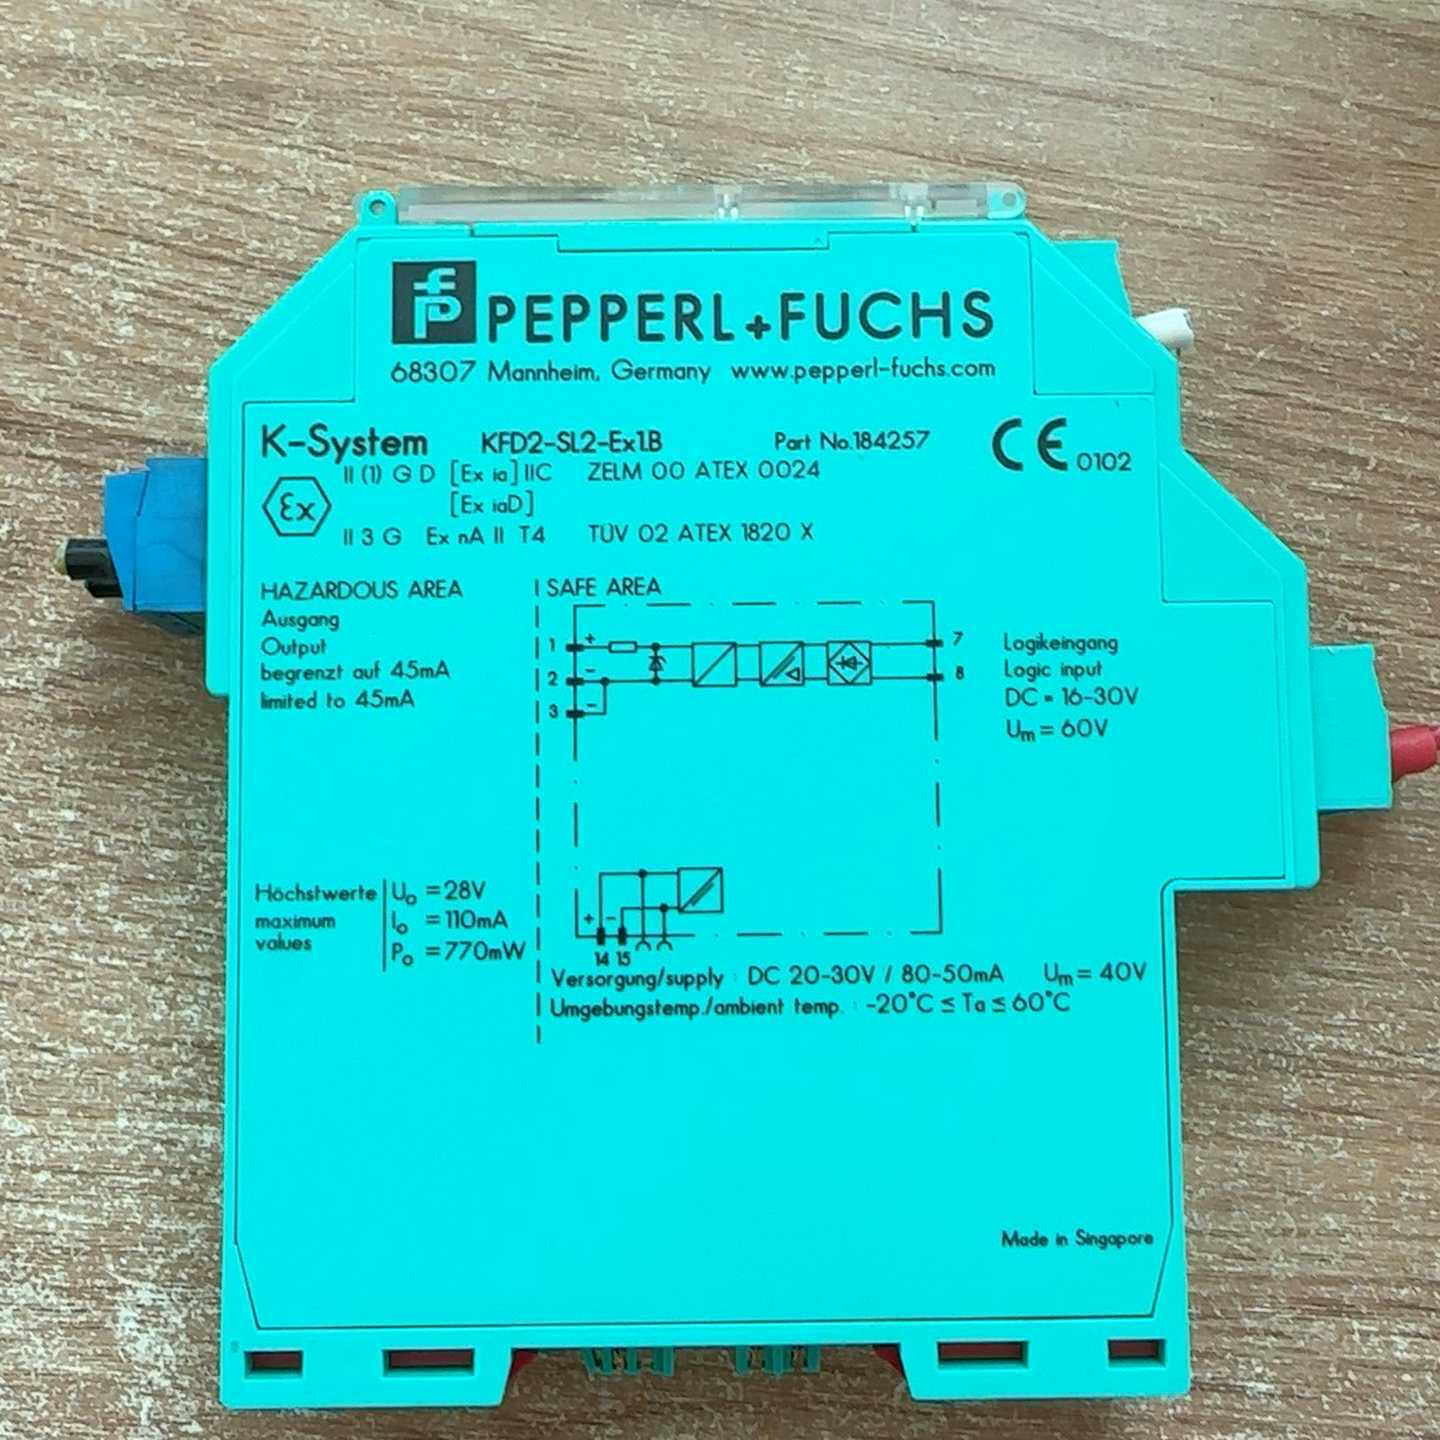 fp PEPPERL+FUCHS
68307 Mannheim, Germany www.pepperl-fuchs.com
K-System KFD2-SL2-Ex1.B Part No.184257
CE 0102
Ex II (1) G D [Ex ia] IIC ZELM 00 ATEX 0024
[Ex iaD]
II 3 G Ex nA II T4 TÜV 02 ATEX 1820 X
HAZARDOUS AREA
Ausgang
Output
begrenzt auf 45mA
limited to 45mA
SAFE AREA
1 +
2 -
3 -
7
8
Logikeingang
Logic input
DC = 16-30V
Um = 60V
Höchstwerte
maximum
values
Uo = 28V
Io = 110mA
Po = 770mW
+ -
14 15
Versorgung/supply : DC 20-30V / 80-50mA Um = 40V
Umgebungstemp./ambient temp. : -20°C ≤ Ta ≤ 60°C
Made in Singapore